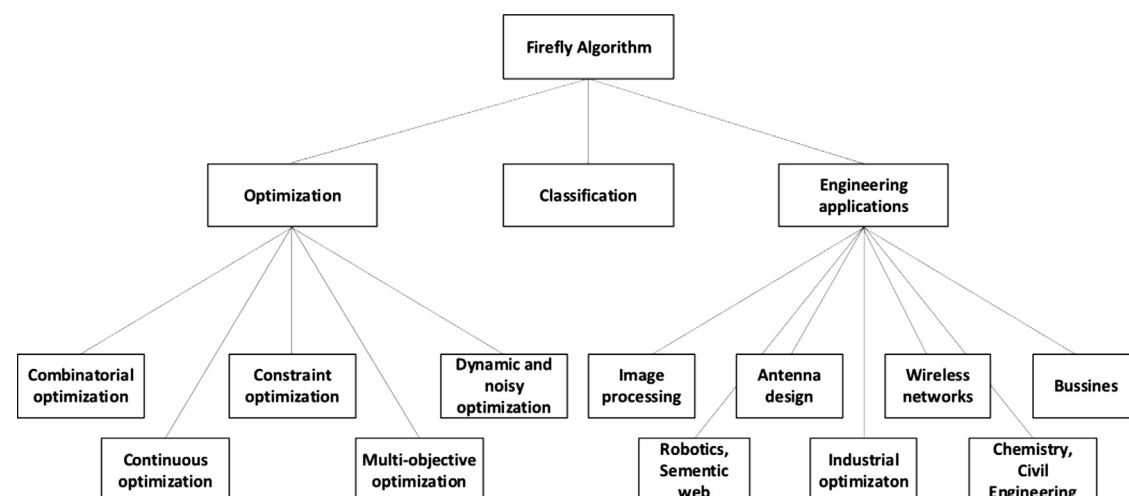 Firefly Algorithm
Optimization
Classification
Engineering
applications
Combinatorial
optimization
Constraint
optimization
Dynamic and
noisy
optimization
Image
processing
Antenna
design
Wireless
networks
Bussines
Continuous
optimization
Multi-objective
optimization
Robotics,
Sementic
web
Industrial
optimizaton
Chemistry,
Civil
Engineering